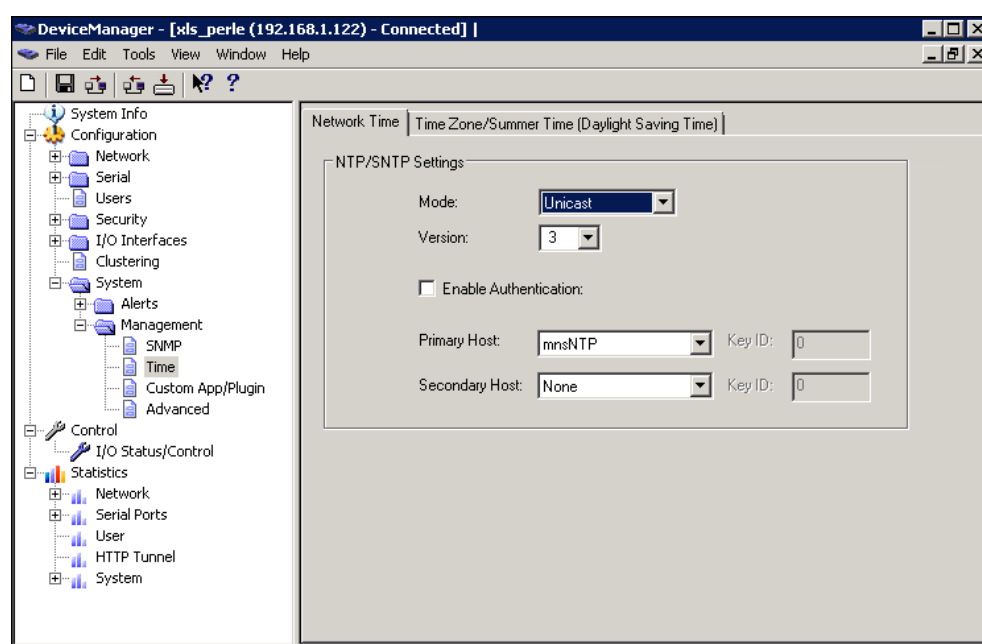 DeviceManager - [xls_perle (192.168.1.122) - Connected] |
File Edit Tools View Window Help
System Info
Configuration
Network
Serial
Users
Security
I/O Interfaces
Clustering
System
Alerts
Management
SNMP
Time
Custom App/Plugin
Advanced
Control
I/O Status/Control
Statistics
Network
Serial Ports
User
HTTP Tunnel
System
Network Time
Time Zone/Summer Time (Daylight Saving Time)
NTP/SNTP Settings
Mode: Unicast
Version: 3
Enable Authentication:
Primary Host: mnsNTP Key ID: 0
Secondary Host: None Key ID: 0